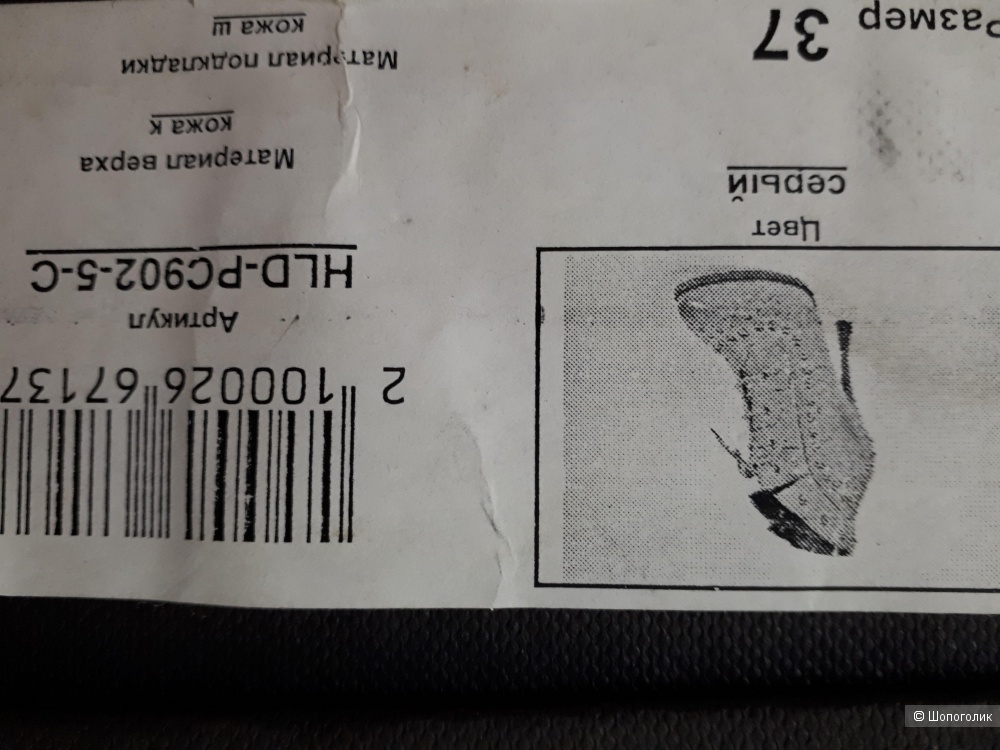 Цвет
серый
Размер 37
2 100026 67137
Артикул
HLD-PC902-5-C
Материал верха
кожа к
Материал подкладки
кожа ш
© Шопоголик